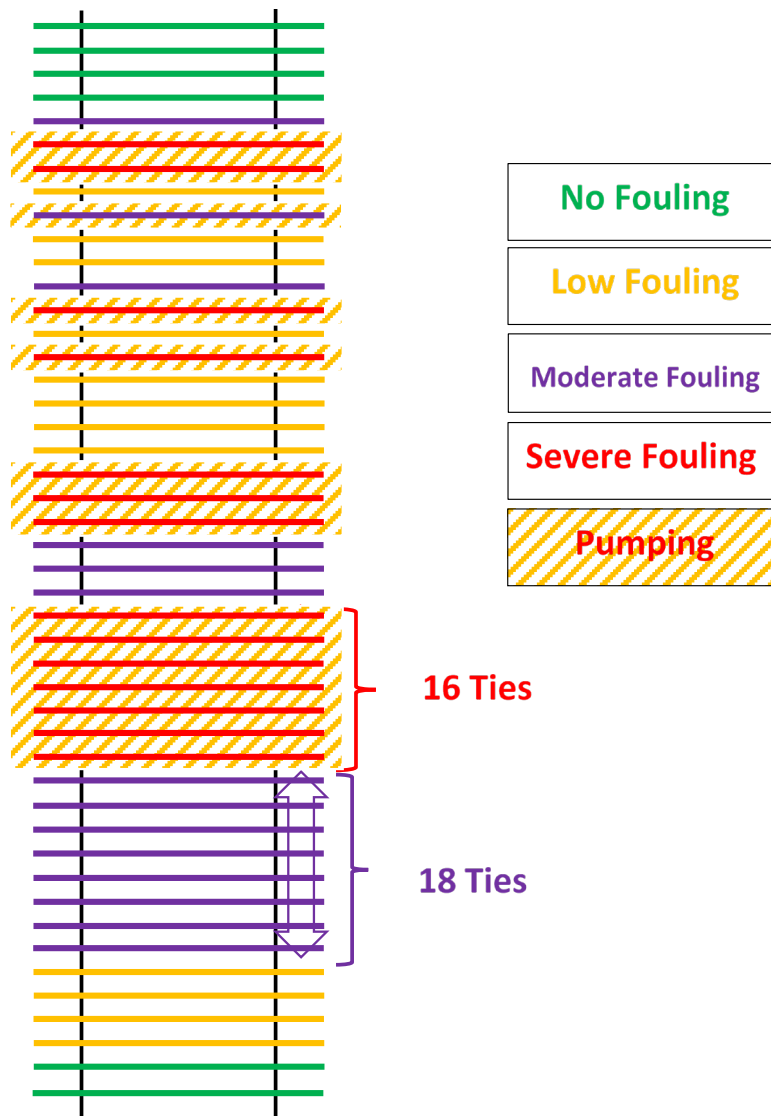 No Fouling
Low Fouling
Moderate Fouling
Severe Fouling
Pumping
16 Ties
18 Ties